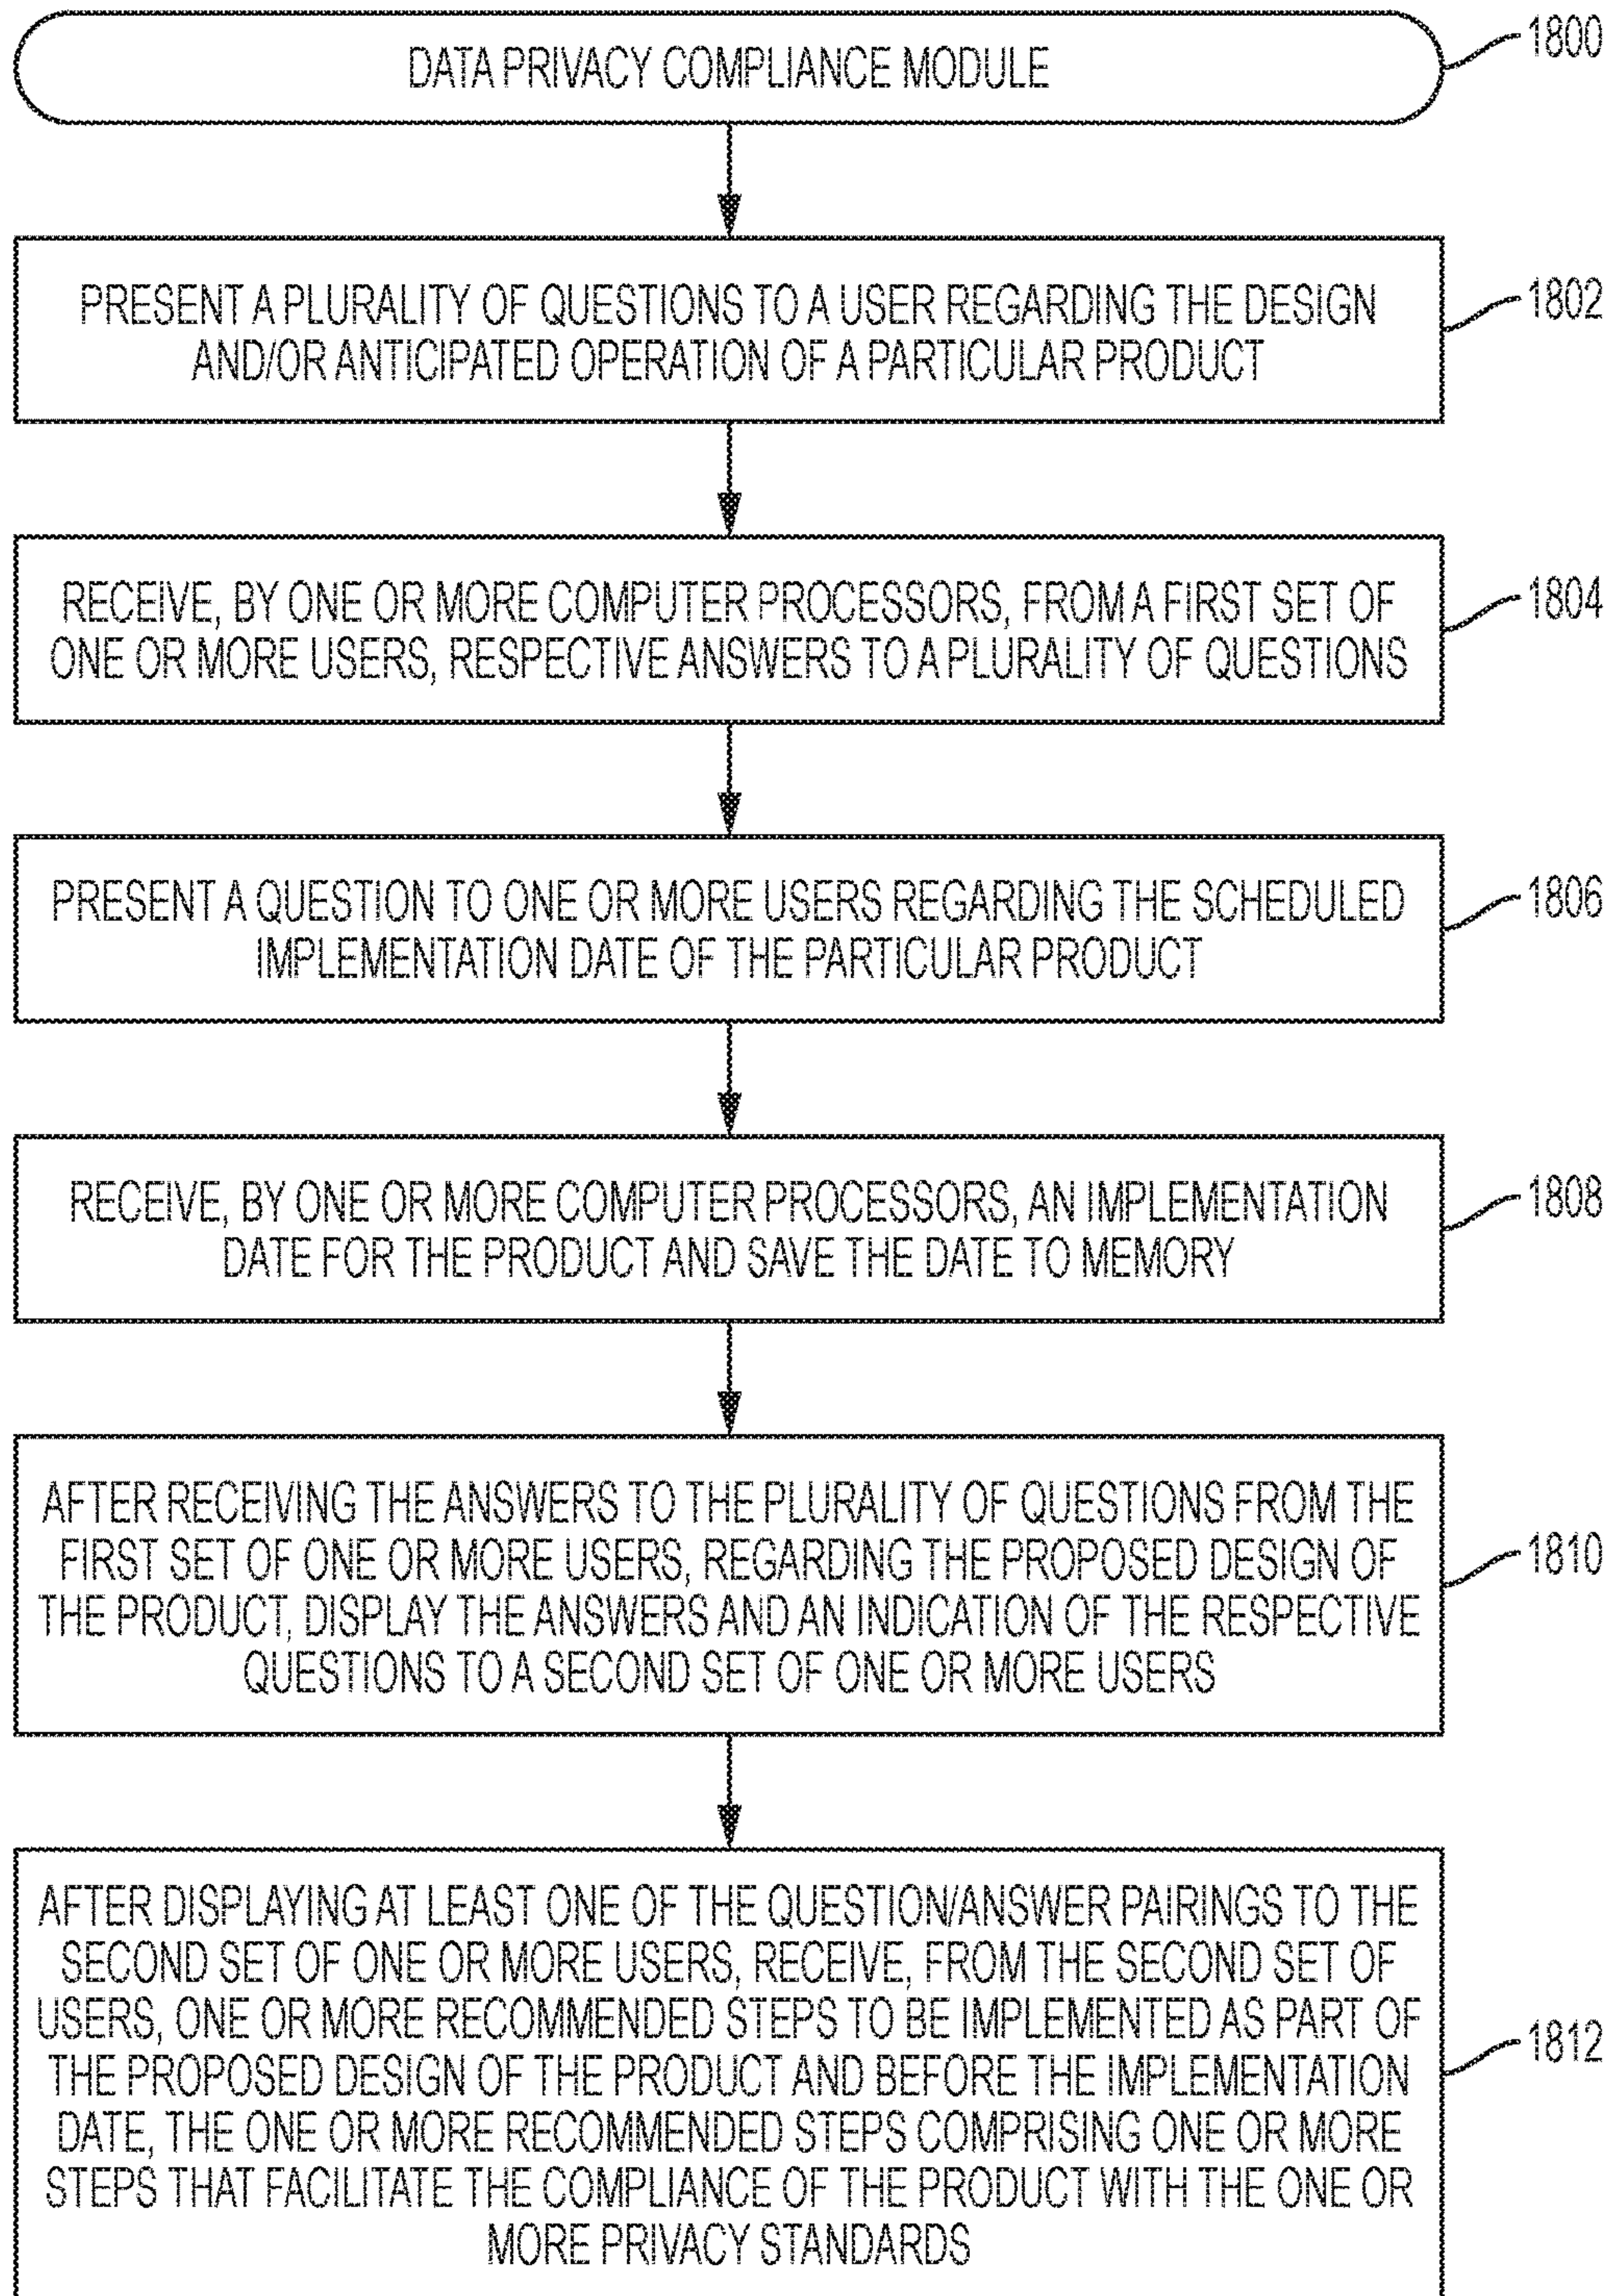 DATA PRIVACY COMPLIANCE MODULE
1800
PRESENT A PLURALITY OF QUESTIONS TO A USER REGARDING THE DESIGN
AND/OR ANTICIPATED OPERATION OF A PARTICULAR PRODUCT
1802
RECEIVE, BY ONE OR MORE COMPUTER PROCESSORS, FROM A FIRST SET OF
ONE OR MORE USERS, RESPECTIVE ANSWERS TO A PLURALITY OF QUESTIONS
1804
PRESENT A QUESTION TO ONE OR MORE USERS REGARDING THE SCHEDULED
IMPLEMENTATION DATE OF THE PARTICULAR PRODUCT
1806
RECEIVE, BY ONE OR MORE COMPUTER PROCESSORS, AN IMPLEMENTATION
DATE FOR THE PRODUCT AND SAVE THE DATE TO MEMORY
1808
AFTER RECEIVING THE ANSWERS TO THE PLURALITY OF QUESTIONS FROM THE
FIRST SET OF ONE OR MORE USERS, REGARDING THE PROPOSED DESIGN OF
THE PRODUCT, DISPLAY THE ANSWERS AND AN INDICATION OF THE RESPECTIVE
QUESTIONS TO A SECOND SET OF ONE OR MORE USERS
1810
AFTER DISPLAYING AT LEAST ONE OF THE QUESTION/ANSWER PAIRINGS TO THE
SECOND SET OF ONE OR MORE USERS, RECEIVE, FROM THE SECOND SET OF
USERS, ONE OR MORE RECOMMENDED STEPS TO BE IMPLEMENTED AS PART OF
THE PROPOSED DESIGN OF THE PRODUCT AND BEFORE THE IMPLEMENTATION
DATE, THE ONE OR MORE RECOMMENDED STEPS COMPRISING ONE OR MORE
STEPS THAT FACILITATE THE COMPLIANCE OF THE PRODUCT WITH THE ONE OR
MORE PRIVACY STANDARDS
1812